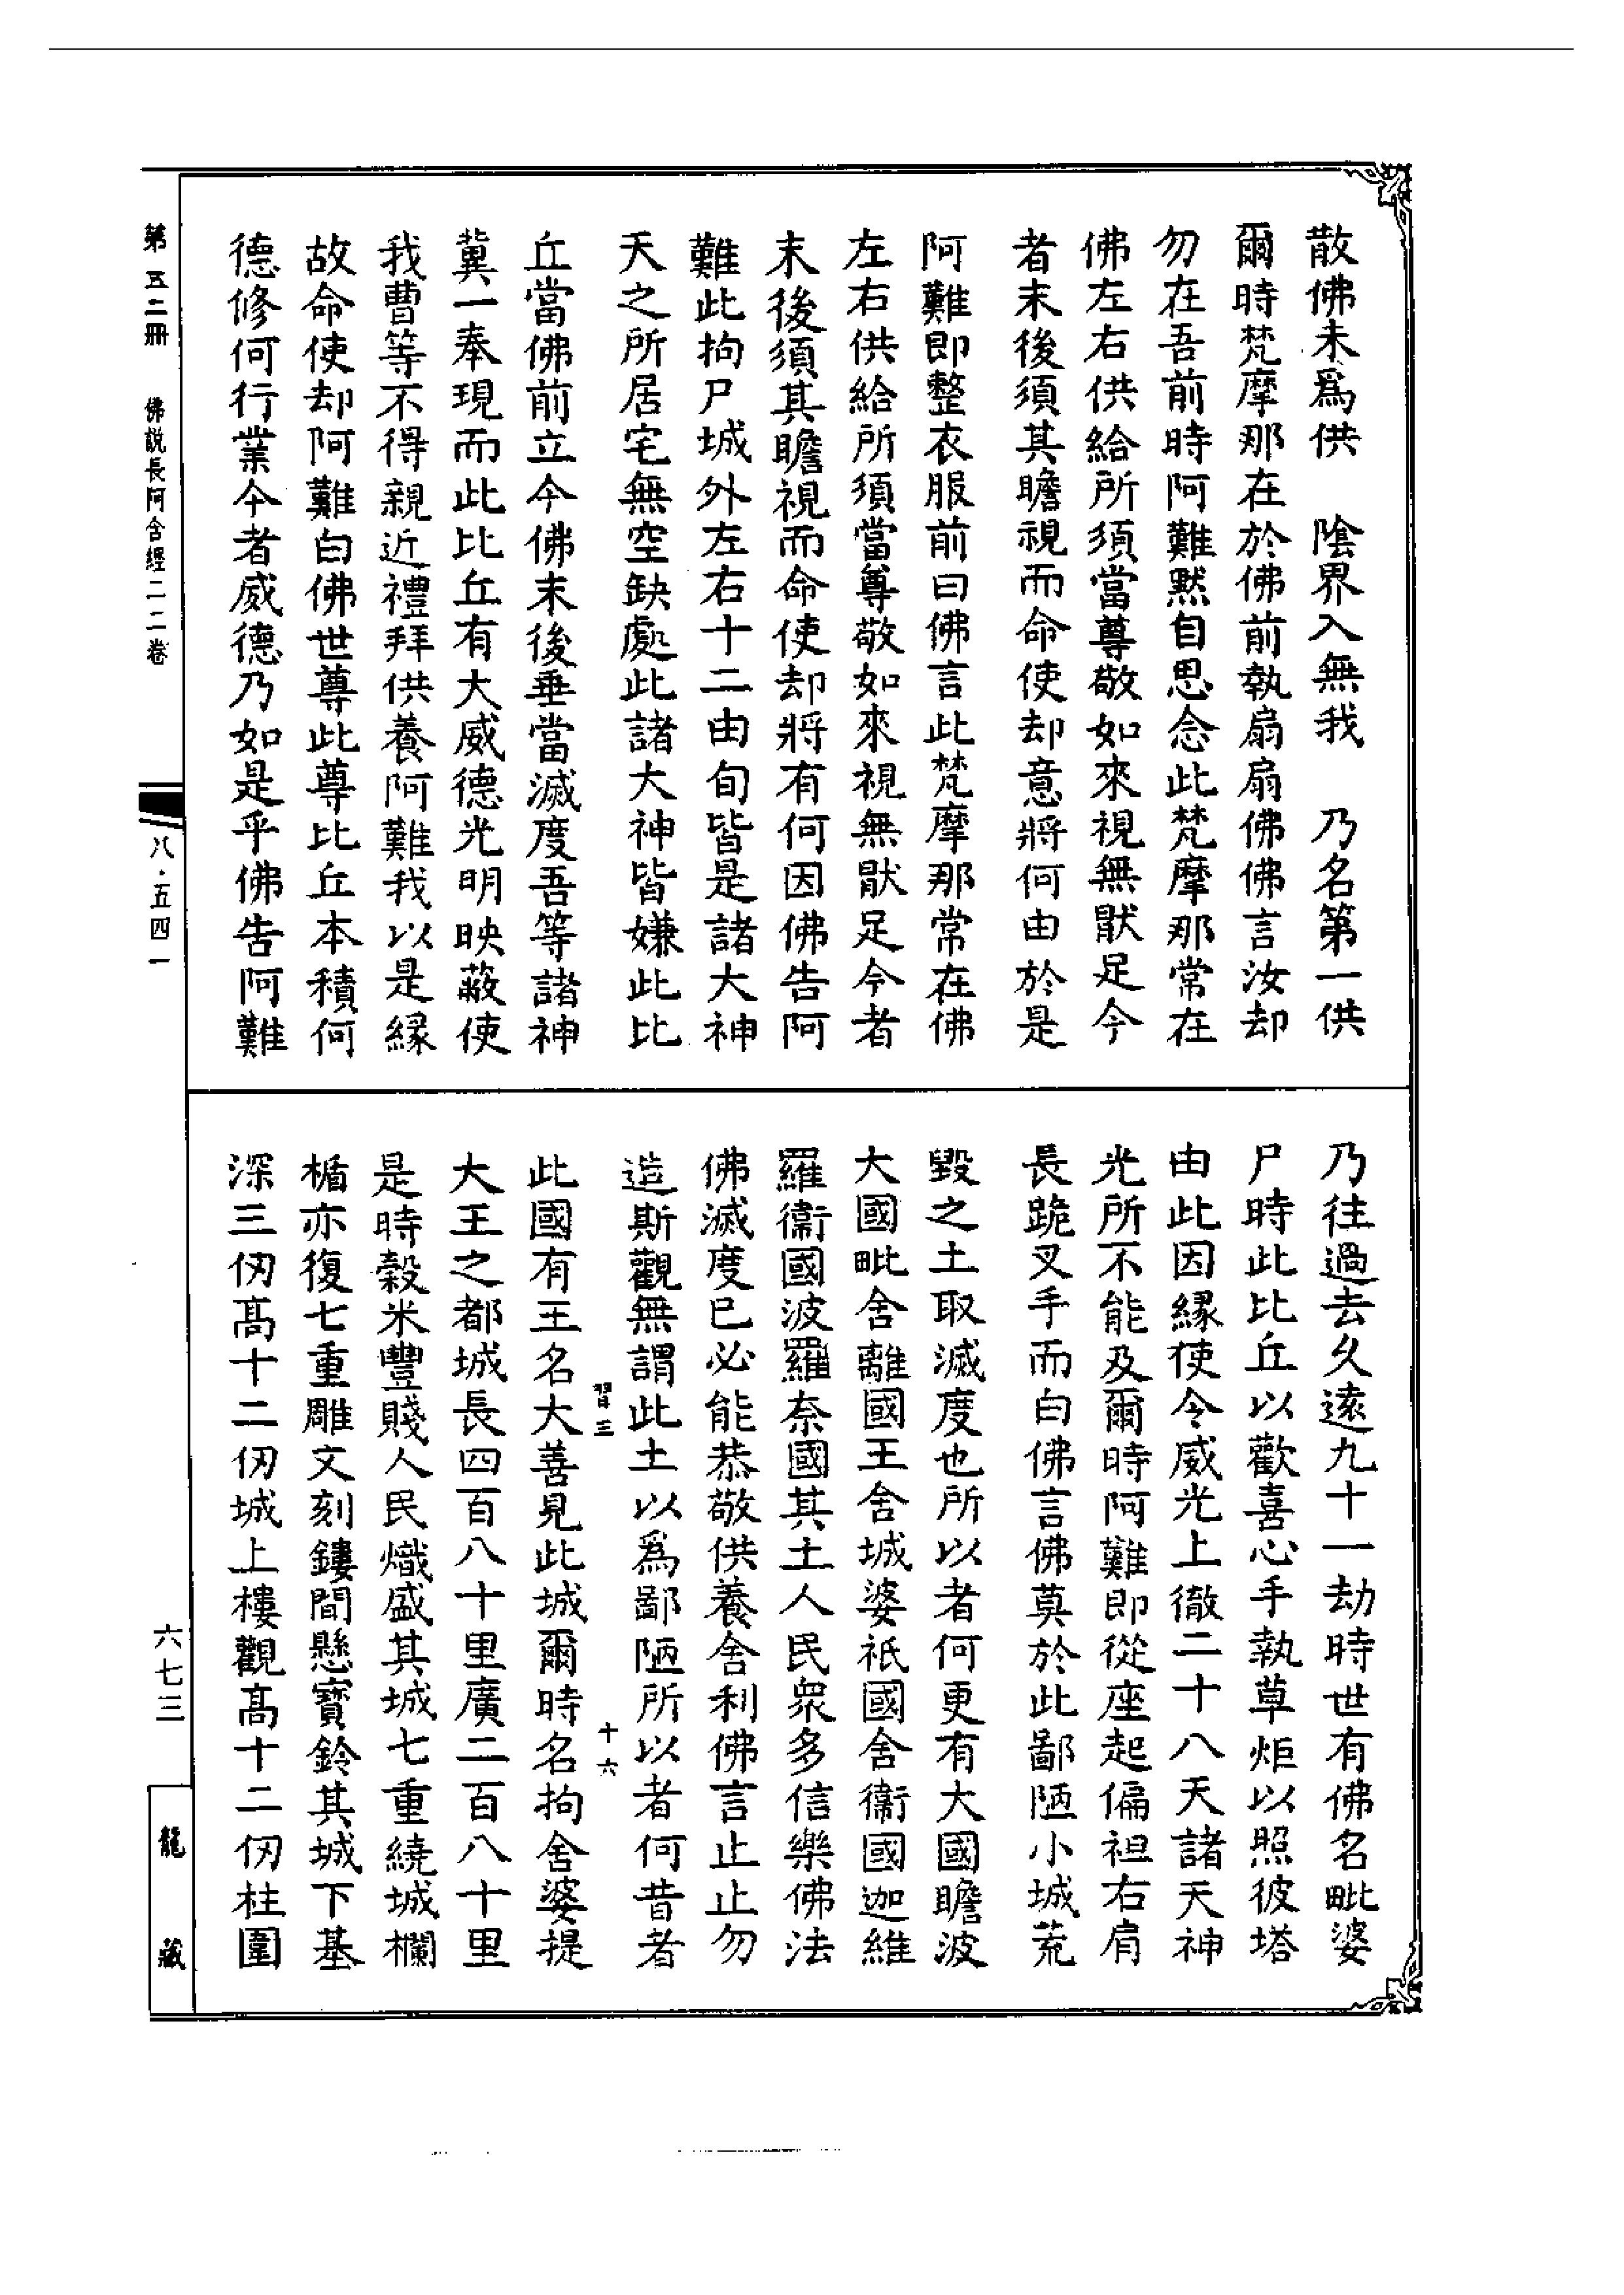 散佛未爲供　陰界入無我　乃名第一供
爾時梵摩那在於佛前執扇扇佛佛言汝却
勿在吾前時阿難黙自思念此梵摩那常在
佛左右供給所須當尊敬如來視無猒足今
者末後須其瞻視而命使却意將何由於是
阿難即整衣服前曰佛言此梵摩那常在佛
左右供給所須當尊敬如來視無猒足今者
末後須其瞻視而命使却將有何因佛告阿
難此拘尸城外左右十二由旬皆是諸大神
天之所居宅無空缺處此諸大神皆嫌此比
丘當佛前立今佛末後垂當滅度吾等諸神
冀一奉現而此比丘有大威德光明映蔽使
我曹等不得親近禮拜供養阿難我以是緣
故命使却阿難白佛世尊此尊比丘本積何
德修何行業今者威德乃如是乎佛告阿難
乃往過去久遠九十一劫時世有佛名毗婆
尸時此比丘以歡喜心手執草炬以照彼塔
由此因緣使今威光上徹二十八天諸天神
光所不能及爾時阿難即從座起偏袒右肩
長跪叉手而白佛言佛莫於此鄙陋小城荒
毀之土取滅度也所以者何更有大國瞻波
大國毗舍離國王舍城婆祇國舍衞國迦維
羅衞國波羅奈國其土人民衆多信樂佛法
佛滅度已必能恭敬供養舍利佛言止止勿
造斯觀無謂此土以爲鄙陋所以者何昔者
習三
十六
此國有王名大善見此城爾時名拘舍婆提
大王之都城長四百八十里廣二百八十里
是時穀米豐賤人民熾盛其城七重繞城欄
楯亦復七重雕文刻鏤間懸寶鈴其城下基
深三仞髙十二仞城上樓觀髙十二仞柱圍
第五二冊　佛說長阿含經二二卷
八·五四一
六七三
龍藏